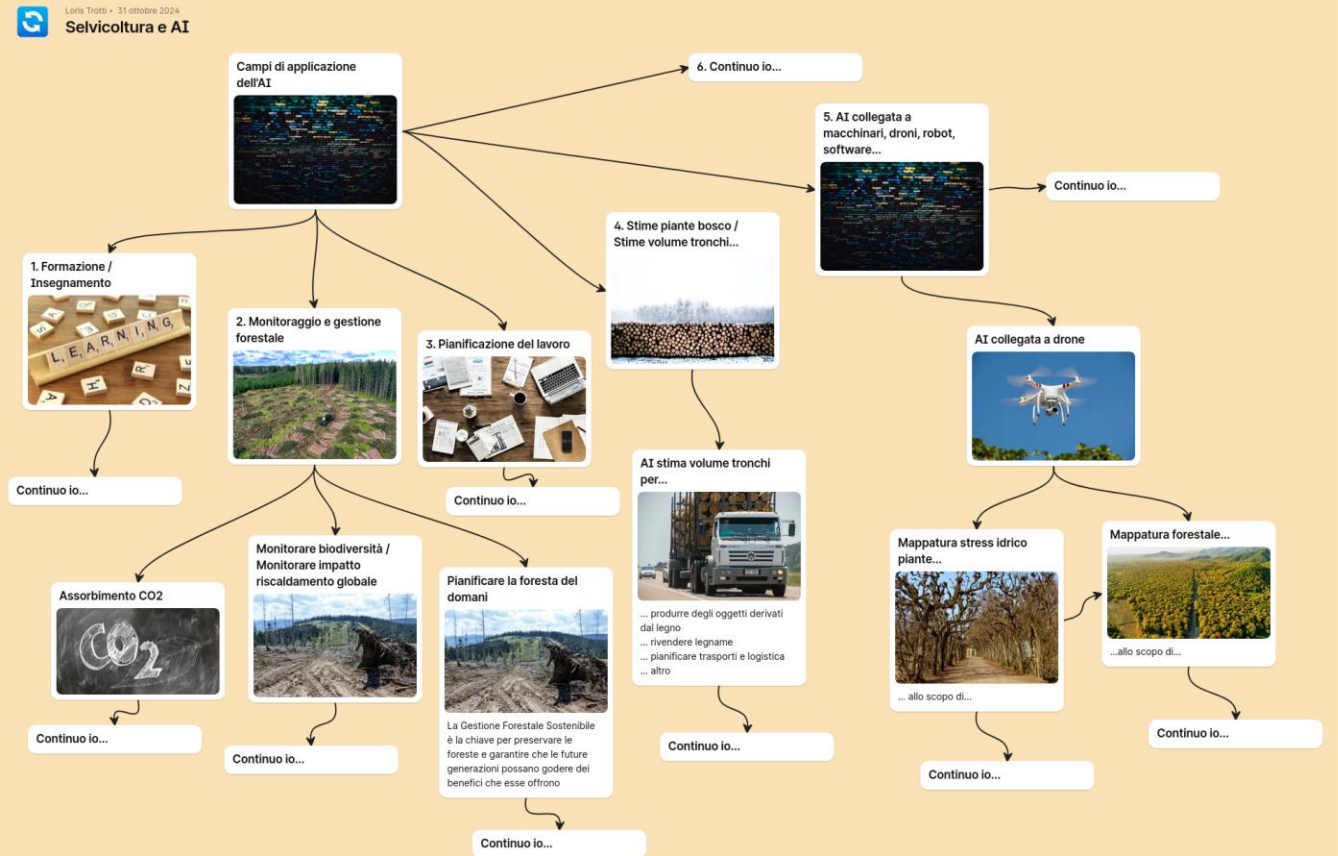 Loris Trotti • 31 ottobre 2024
Selvicoltura e AI
Campi di applicazione
dell'AI
6. Continuo io...
5. AI collegata a
macchinari, droni, robot,
software...
Continuo io...
4. Stime piante bosco /
Stime volume tronchi...
1. Formazione /
Insegnamento
LEARNING
2. Monitoraggio e gestione
forestale
3. Pianificazione del lavoro
AI collegata a drone
Continuo io...
Continuo io...
AI stima volume tronchi
per...
... produrre degli oggetti derivati
dal legno
... rivendere legname
... pianificare trasporti e logistica
... altro
Mappatura stress idrico
piante...
... allo scopo di...
Mappatura forestale...
...allo scopo di...
Assorbimento CO2
CO2
Monitorare biodiversità /
Monitorare impatto
riscaldamento globale
Pianificare la foresta del
domani
La Gestione Forestale Sostenibile
è la chiave per preservare le
foreste e garantire che le future
generazioni possano godere dei
benefici che esse offrono
Continuo io...
Continuo io...
Continuo io...
Continuo io...
Continuo io...
Continuo io...